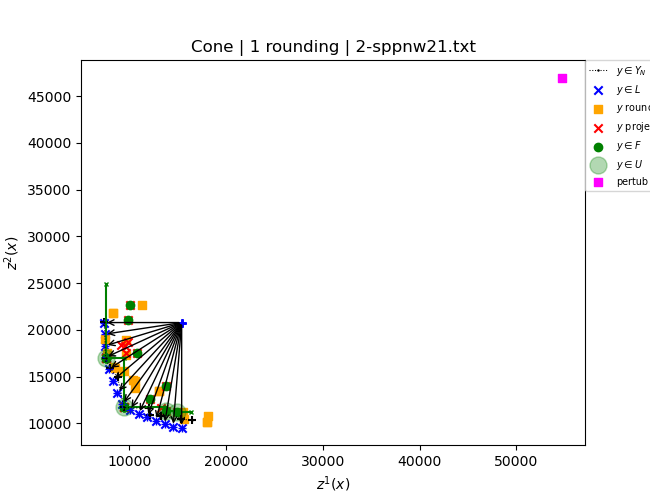 Cone | 1 rounding | 2-sppnw21.txt
45000
40000
35000
30000
25000
20000
15000
10000
z²(x)
10000 20000 30000 40000 50000
z¹(x)
y ∈ Y_N
y ∈ L
y roun
y proje
y ∈ F
y ∈ U
pertub